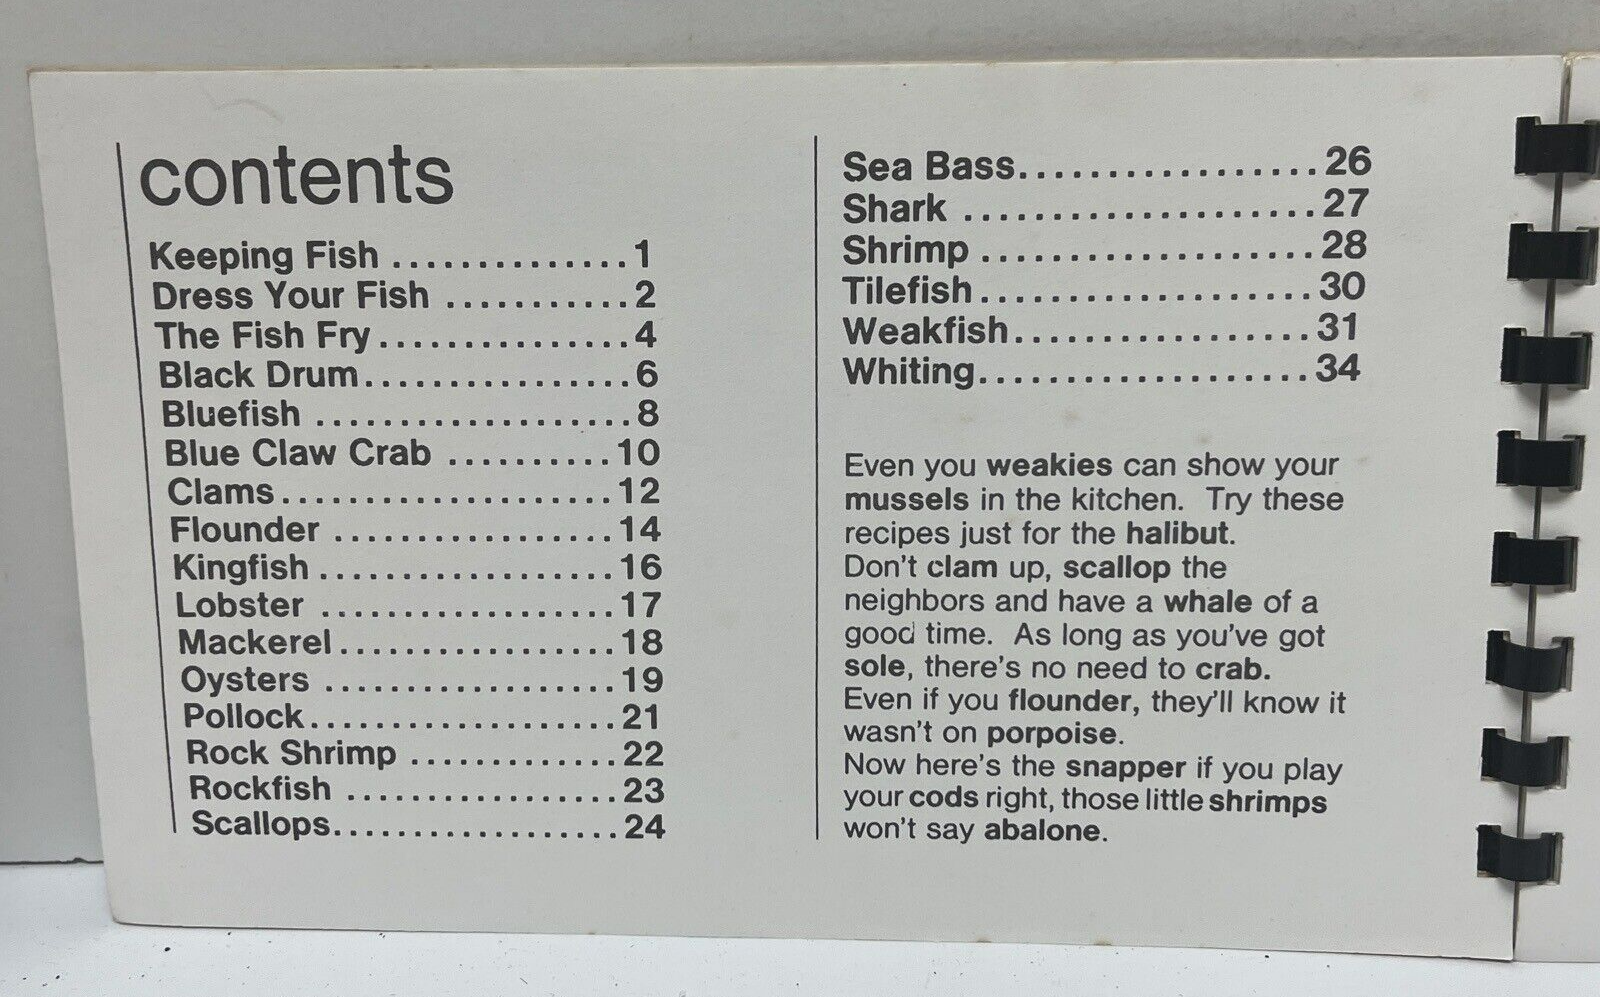 contents
Keeping Fish ..............1
Dress Your Fish ...........2
The Fish Fry...............4
Black Drum................6
Bluefish ...................8
Blue Claw Crab ..........10
Clams....................12
Flounder .................14
Kingfish ..................16
Lobster ..................17
Mackerel.................18
Oysters ..................19
Pollock...................21
Rock Shrimp .............22
Rockfish .................23
Scallops..................24
Sea Bass.................26
Shark ....................27
Shrimp ...................28
Tilefish....................30
Weakfish.................31
Whiting...................34
Even you weakies can show your
mussels in the kitchen. Try these
recipes just for the halibut.
Don't clam up, scallop the
neighbors and have a whale of a
good time. As long as you've got
sole, there's no need to crab.
Even if you flounder, they'll know it
wasn't on porpoise.
Now here's the snapper if you play
your cods right, those little shrimps
won't say abalone.